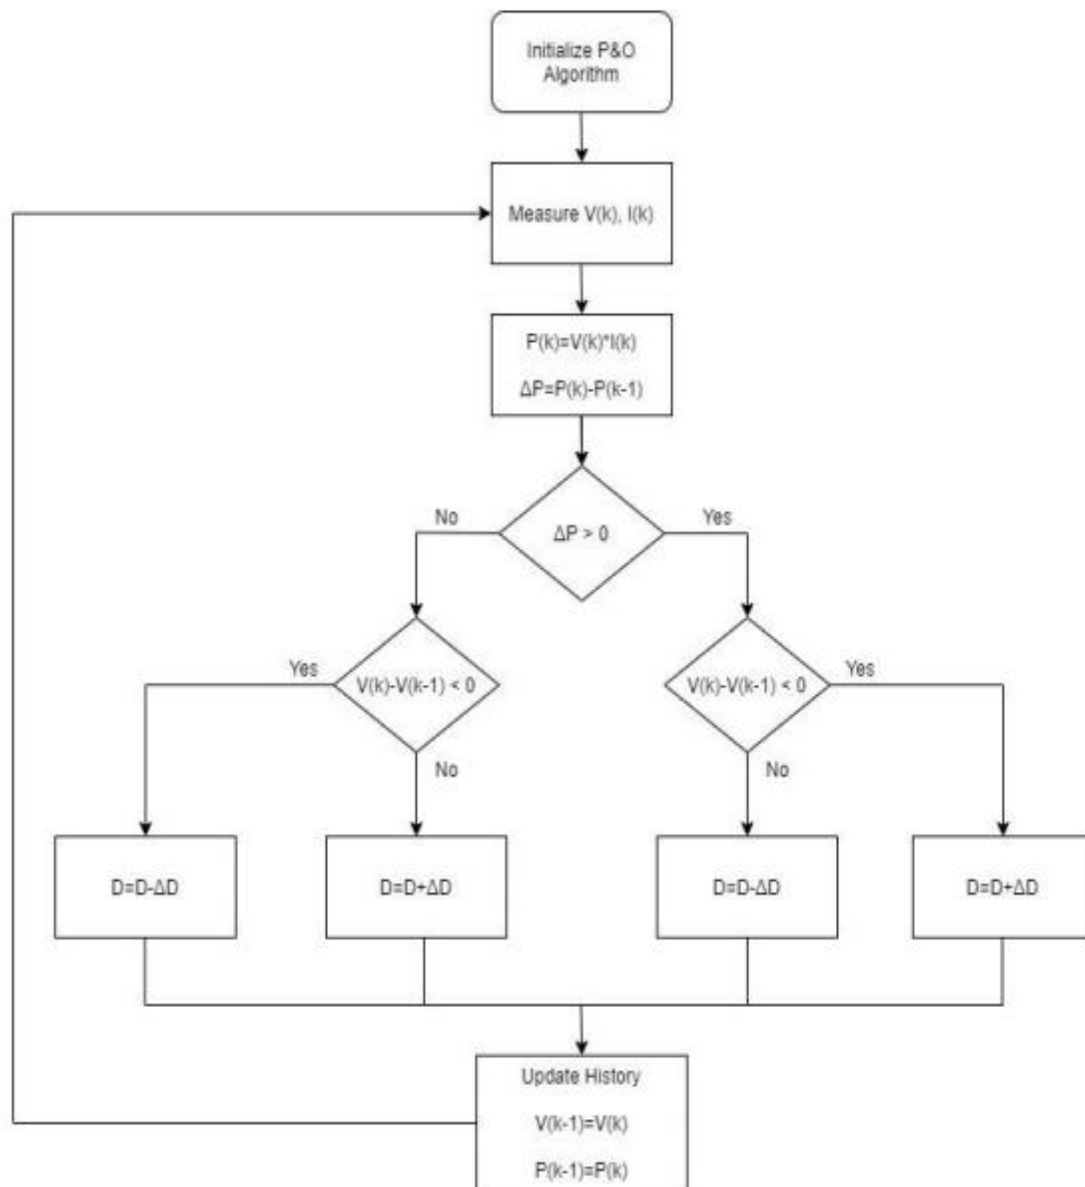 Initialize P&O
Algorithm
Measure V(k), I(k)
P(k)=V(k)*I(k)
ΔP=P(k)-P(k-1)
No
ΔP > 0
Yes
Yes
V(k)-V(k-1) < 0
No
V(k)-V(k-1) < 0
Yes
No
D=D-ΔD
D=D+ΔD
D=D-ΔD
D=D+ΔD
Update History
V(k-1)=V(k)
P(k-1)=P(k)